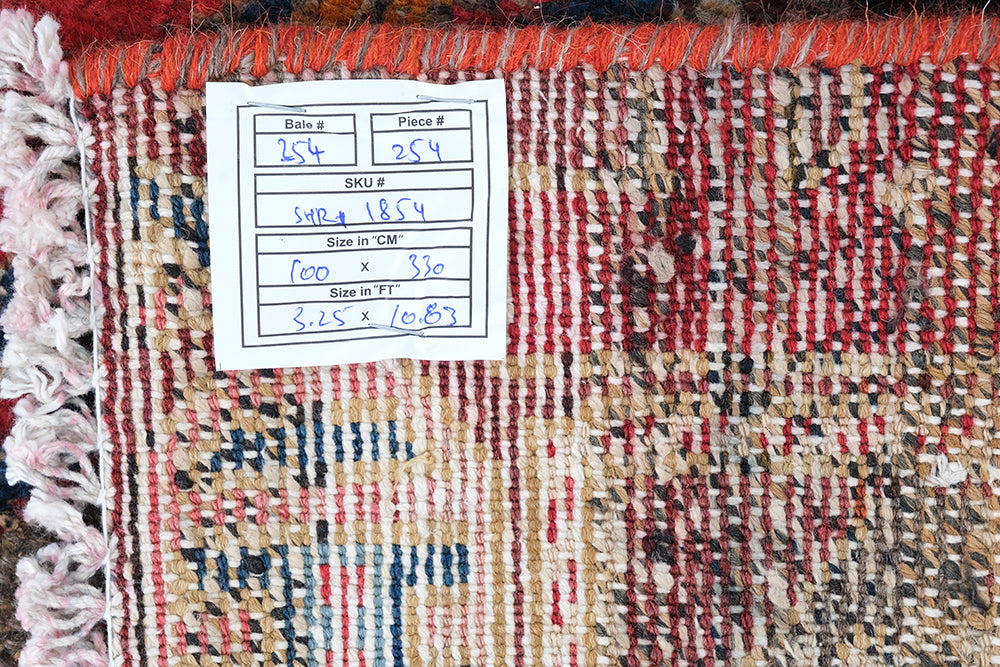 Bale # Piece #
254 254
SKU #
SHR# 1854
Size in "CM"
100 x 330
Size in "FT"
3.25 x 10.83